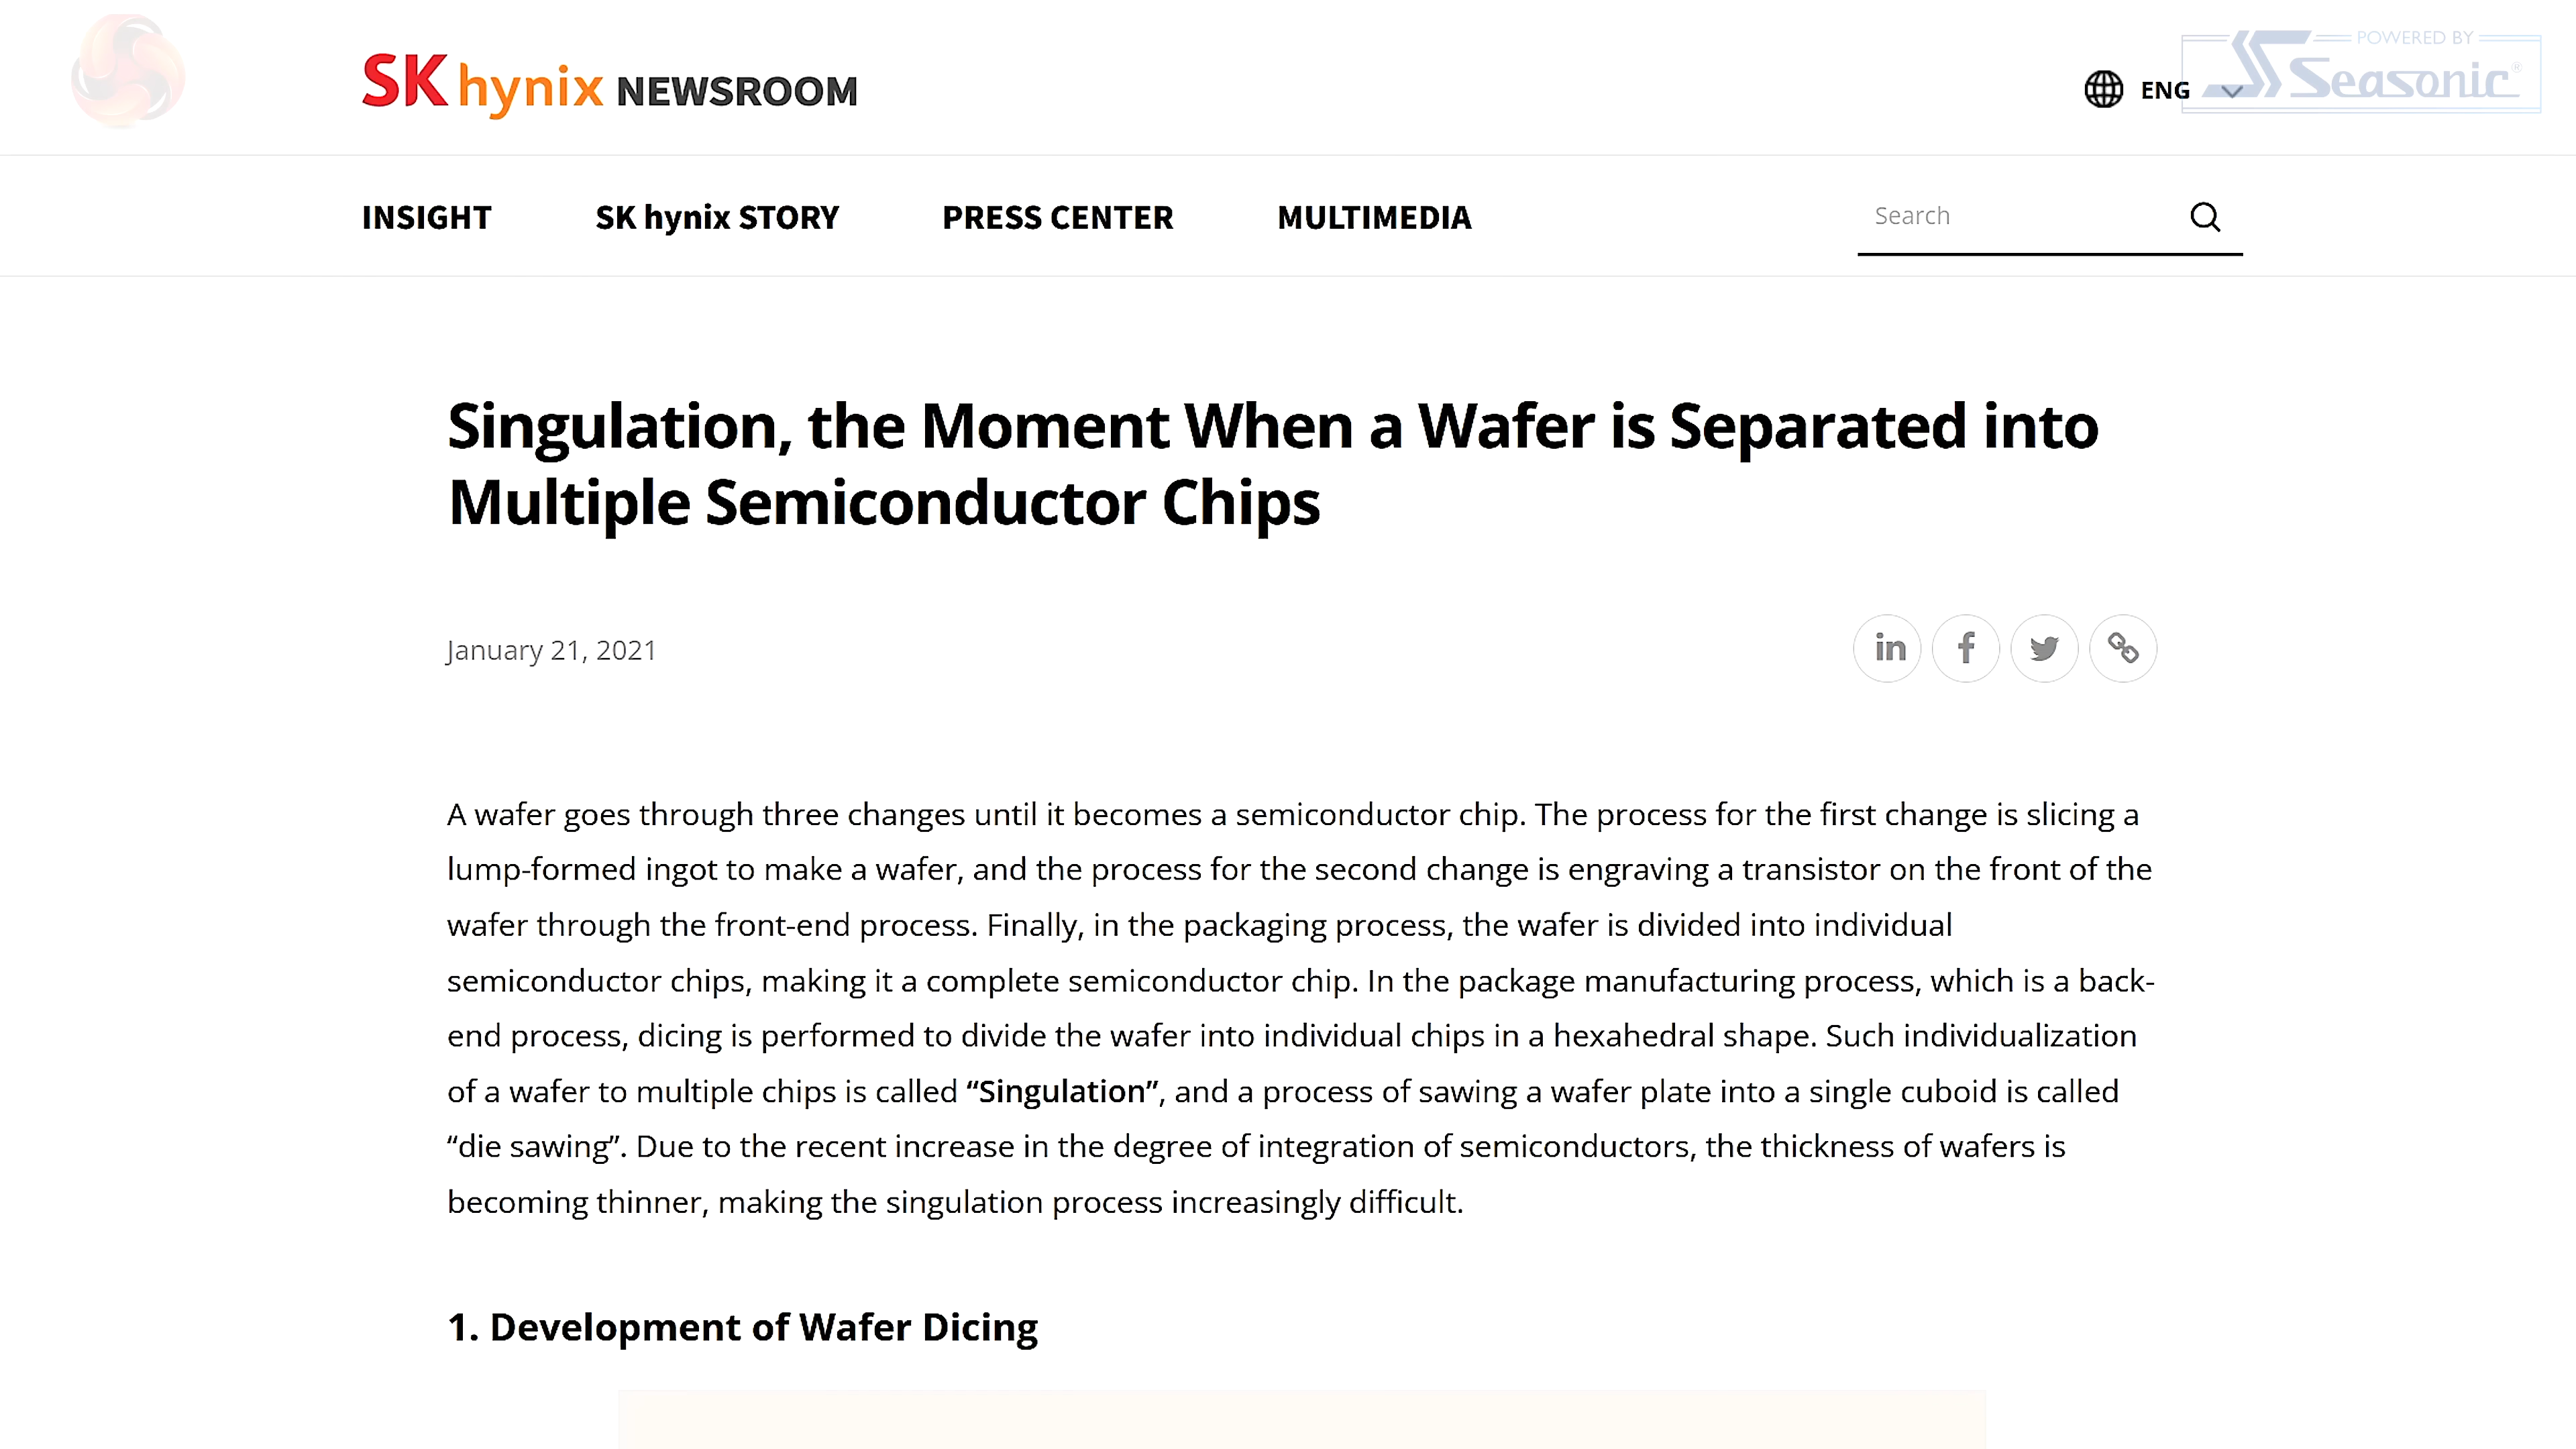 SK hynix NEWSROOM
ENG
POWERED BY
Seasonic®
INSIGHT
SK hynix STORY
PRESS CENTER
MULTIMEDIA
Search
Singulation, the Moment When a Wafer is Separated into
Multiple Semiconductor Chips
January 21, 2021
in f
A wafer goes through three changes until it becomes a semiconductor chip. The process for the first change is slicing a
lump-formed ingot to make a wafer, and the process for the second change is engraving a transistor on the front of the
wafer through the front-end process. Finally, in the packaging process, the wafer is divided into individual
semiconductor chips, making it a complete semiconductor chip. In the package manufacturing process, which is a back-
end process, dicing is performed to divide the wafer into individual chips in a hexahedral shape. Such individualization
of a wafer to multiple chips is called “Singulation”, and a process of sawing a wafer plate into a single cuboid is called
“die sawing”. Due to the recent increase in the degree of integration of semiconductors, the thickness of wafers is
becoming thinner, making the singulation process increasingly difficult.
1. Development of Wafer Dicing